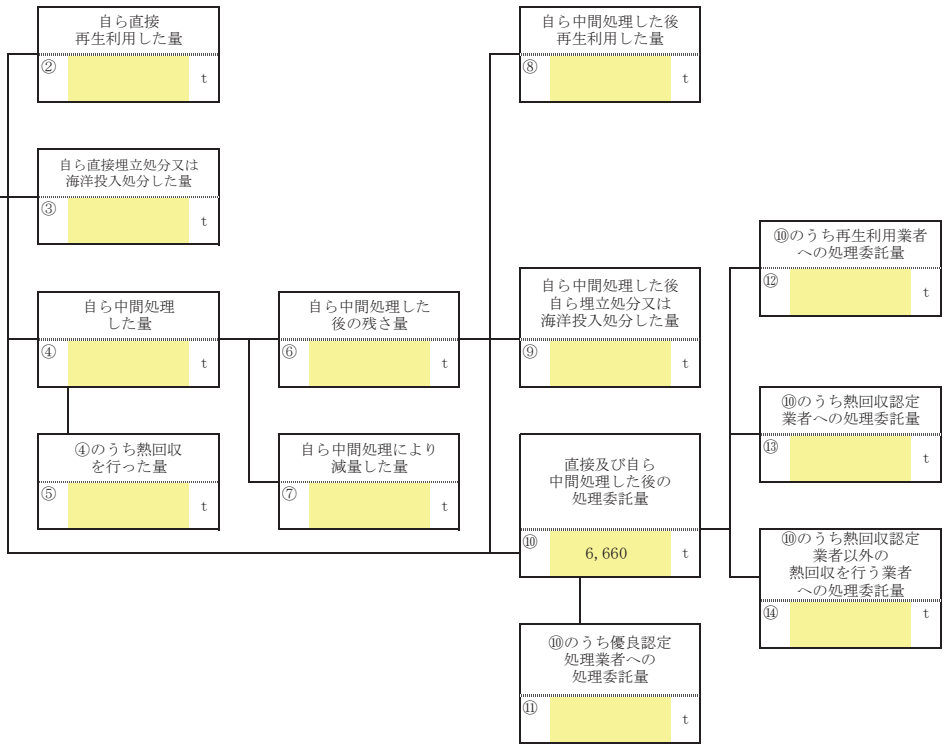 自ら直接
再生利用した量
②
t
自ら直接埋立処分又は
海洋投入処分した量
③
t
自ら中間処理
した量
④
t
④のうち熱回収
を行った量
⑤
t
自ら中間処理した
後の残さ量
⑥
t
自ら中間処理により
減量した量
⑦
t
自ら中間処理した後
再生利用した量
⑧
t
自ら中間処理した後
自ら埋立処分又は
海洋投入処分した量
⑨
t
直接及び自ら
中間処理した後の
処理委託量
⑩
6,660
t
⑩のうち優良認定
処理業者への
処理委託量
⑪
t
⑩のうち再生利用業者
への処理委託量
⑫
t
⑩のうち熱回収認定
業者への処理委託量
⑬
t
⑩のうち熱回収認定
業者以外の
熱回収を行う業者
への処理委託量
⑭
t